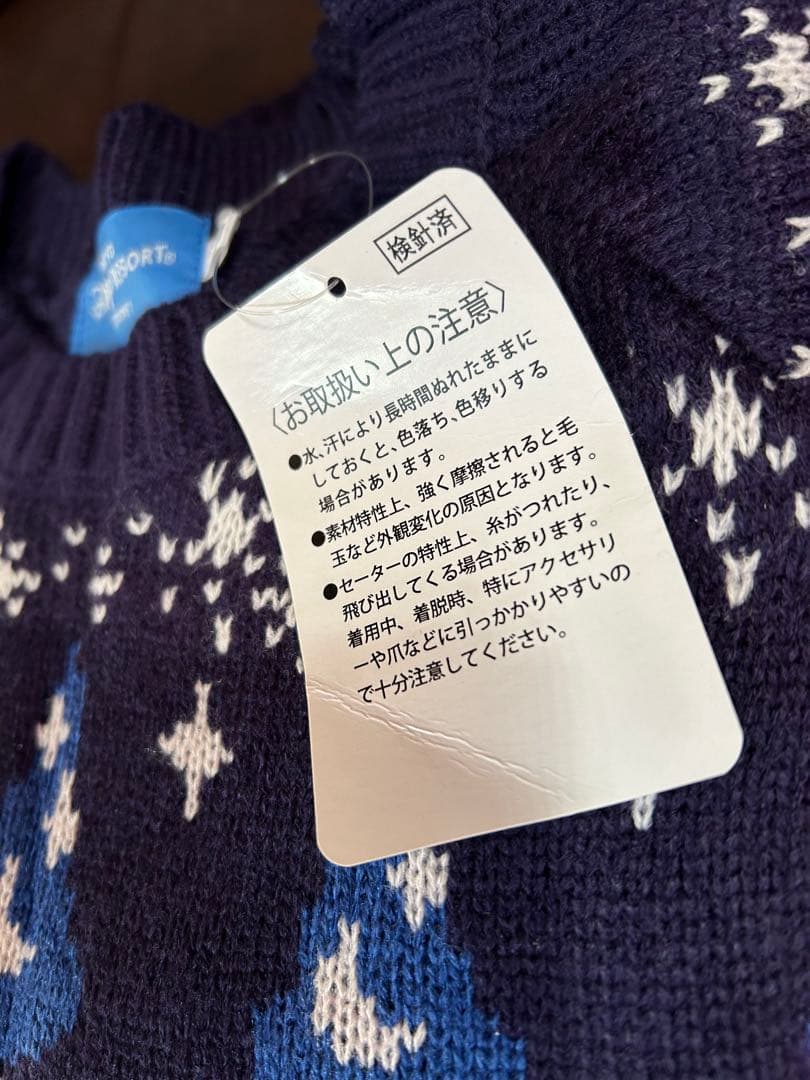 RESORT®
検針済
〈お取扱い上の注意〉
●水、汗により長時間ぬれたままに
しておくと、色落ち、色移りする
場合があります。
●素材特性上、強く摩擦されると毛
玉など外観変化の原因となります。
●セーターの特性上、糸がつれたり、
飛び出してくる場合があります。
着用中、着脱時、特にアクセサリ
ーや爪などに引っかかりやすいの
で十分注意してください。